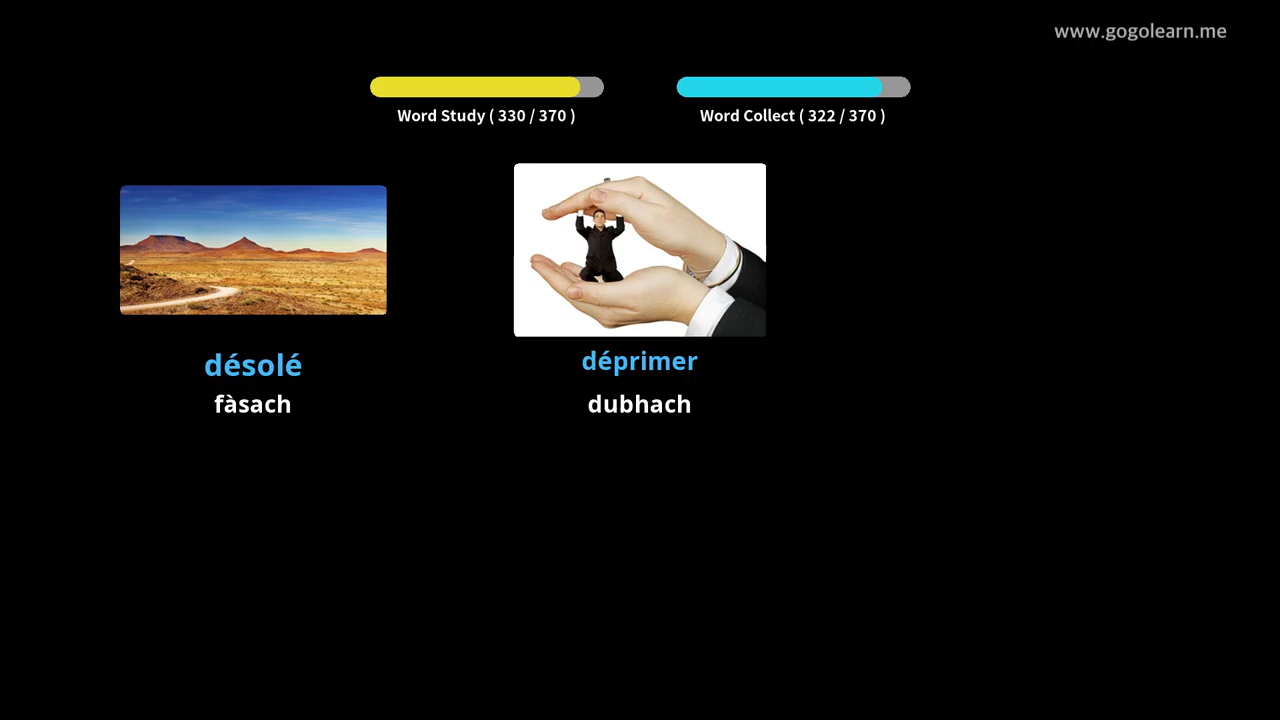 www.gogolearn.me
Word Study ( 330 / 370 )
Word Collect ( 322 / 370 )
désolé
fàsach
déprimer
dubhach